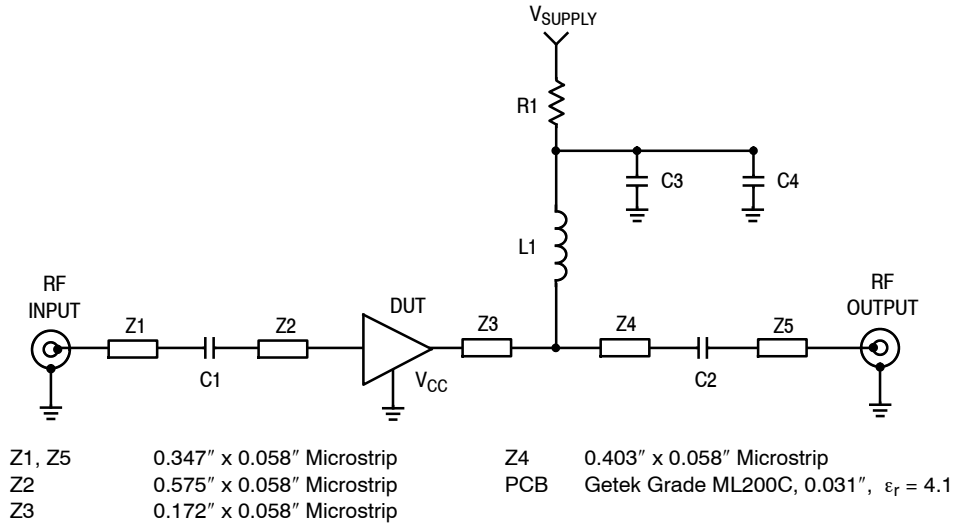 V_SUPPLY
R1
C3
C4
L1
RF
INPUT
RF
OUTPUT
DUT
Z1
Z2
Z3
Z4
Z5
C1
V_CC
C2
Z1, Z5 0.347″ x 0.058″ Microstrip
Z2 0.575″ x 0.058″ Microstrip
Z3 0.172″ x 0.058″ Microstrip
Z4 0.403″ x 0.058″ Microstrip
PCB Getek Grade ML200C, 0.031″, εr = 4.1